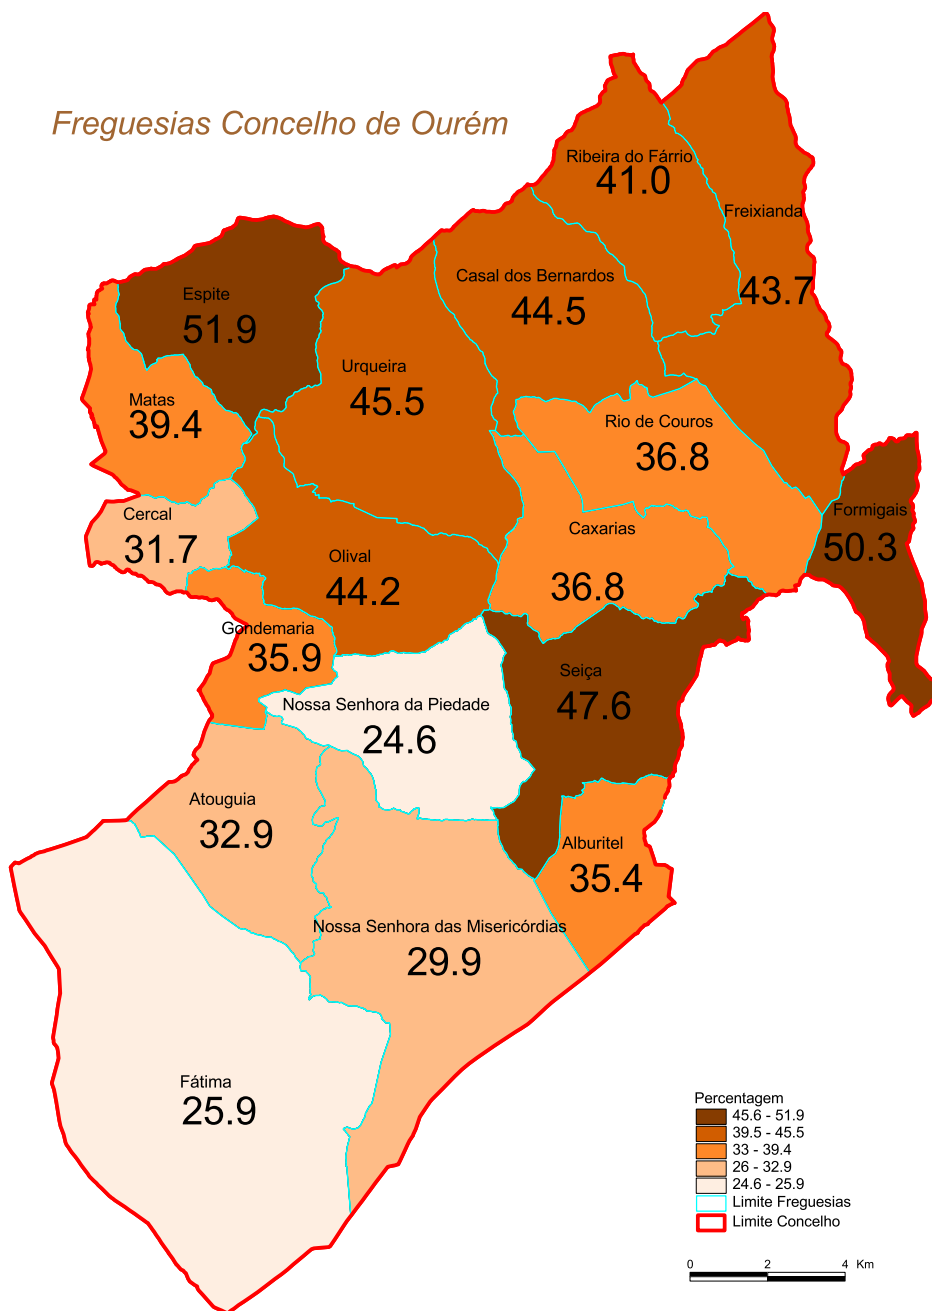 Freguesias Concelho de Ourém
Ribeira do Fárrio
41.0
Freixianda
43.7
Casal dos Bernardos
44.5
Espite
51.9
Urqueira
45.5
Matas
39.4
Rio de Couros
36.8
Formigais
50.3
Cercal
31.7
Caxarias
36.8
Olival
44.2
Gondemaria
35.9
Seiça
47.6
Nossa Senhora da Piedade
24.6
Atouguia
32.9
Alburitel
35.4
Nossa Senhora das Misericórdias
29.9
Fátima
25.9
Percentagem
45.6 - 51.9
39.5 - 45.5
33 - 39.4
26 - 32.9
24.6 - 25.9
Limite Freguesias
Limite Concelho
0 2 4 Km